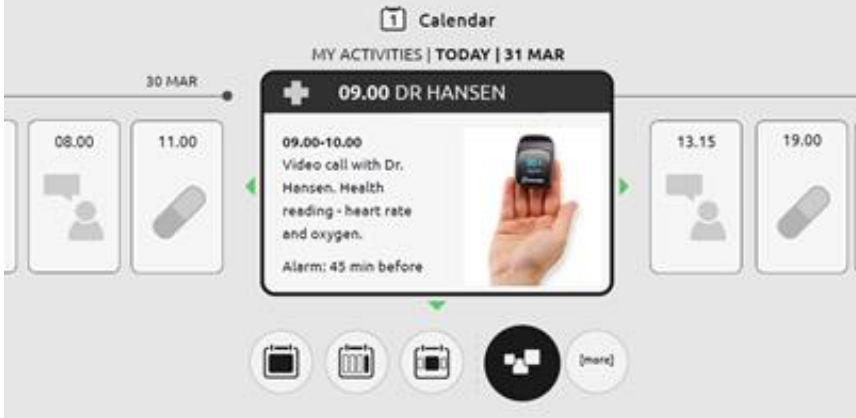 1 Calendar
MY ACTIVITIES | TODAY | 31 MAR
30 MAR
08.00
11.00
09.00 DR HANSEN
09.00-10.00
Video call with Dr.
Hansen. Health
reading - heart rate
and oxygen.
Alarm: 45 min before
13.15
19.00
[more]